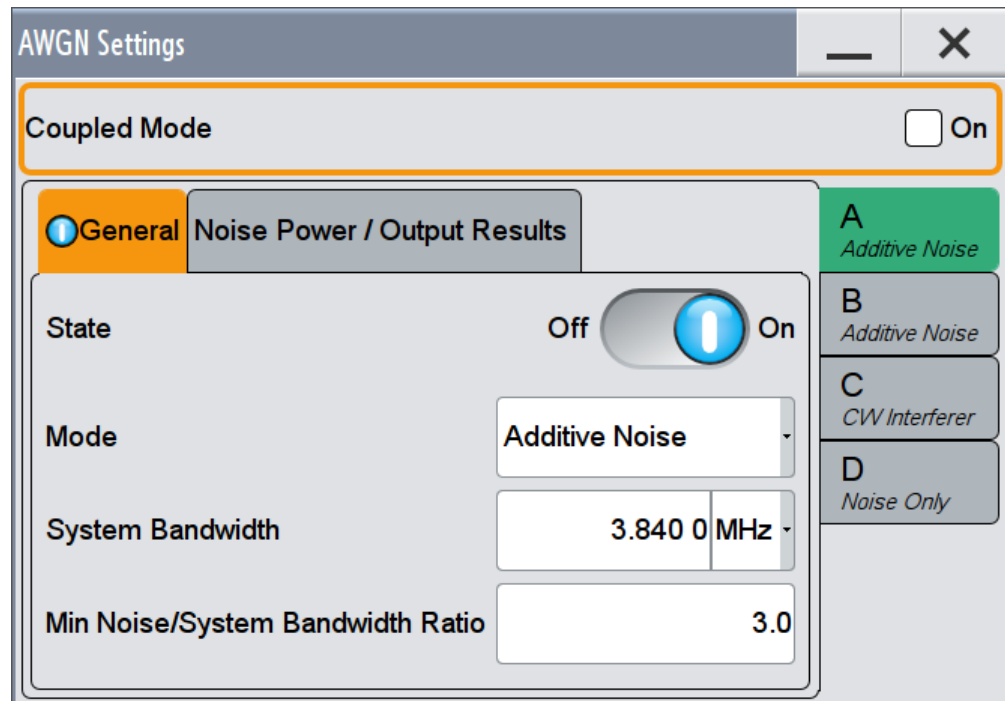 AWGN Settings
Coupled Mode
On
General
Noise Power / Output Results
State
Off
On
Mode
Additive Noise
System Bandwidth
3.840 0 MHz
Min Noise/System Bandwidth Ratio
3.0
A
Additive Noise
B
Additive Noise
C
CW Interferer
D
Noise Only